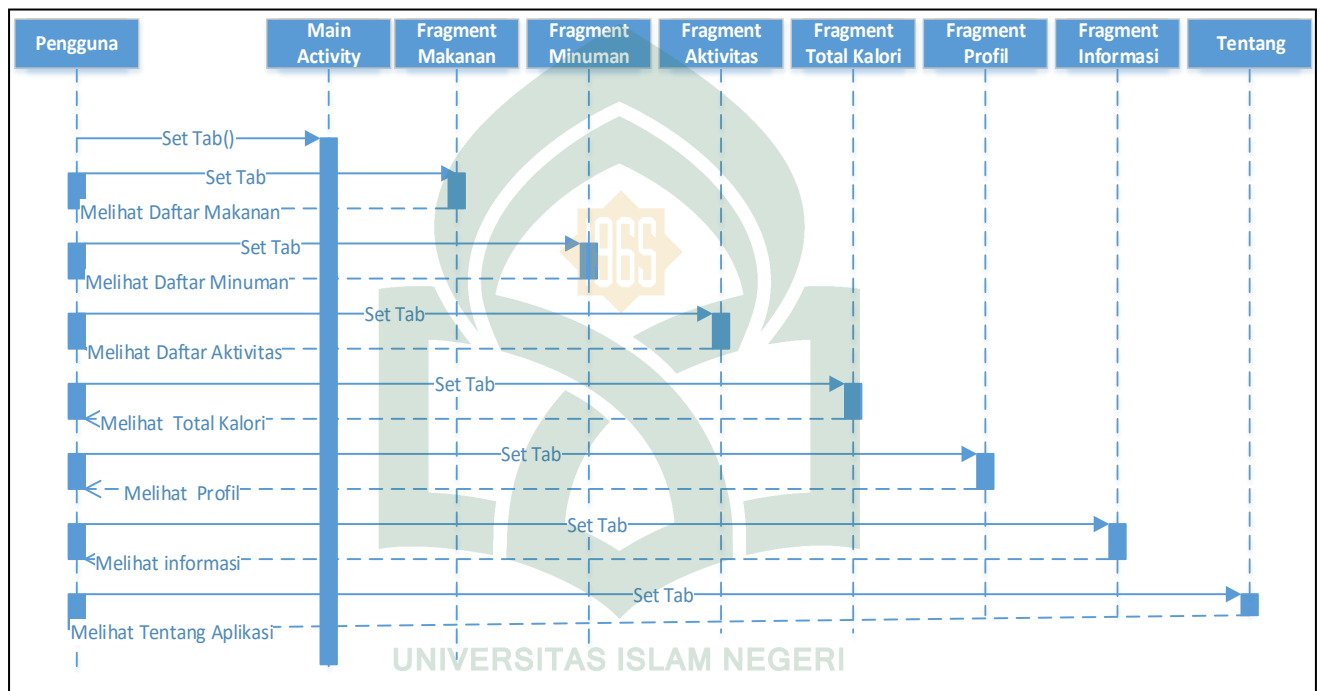 Pengguna
Main
Activity
Fragment
Makanan
Fragment
Minuman
Fragment
Aktivitas
Fragment
Total Kalori
Fragment
Profil
Fragment
Informasi
Tentang
Set Tab()
Set Tab
Melihat Daftar Makanan
Set Tab
Melihat Daftar Minuman
Set Tab
Melihat Daftar Aktivitas
Set Tab
Melihat  Total Kalori
Set Tab
Melihat  Profil
Set Tab
Melihat informasi
Set Tab
Melihat Tentang Aplikasi
UNIVERSITAS ISLAM NEGERI